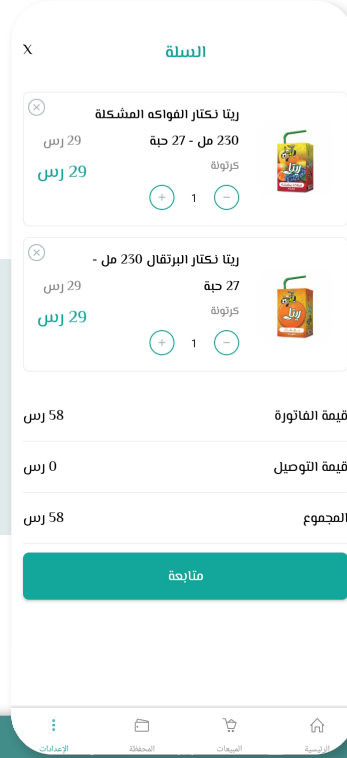 السلة
X
ريتا نكتار الفواكه المشكلة
230 مل - 27 حبة
29 رس
كرتونة
29 رس
1
ريتا نكتار البرتقال 230 مل -
27 حبة
29 رس
كرتونة
29 رس
1
قيمة الفاتورة
58 رس
قيمة التوصيل
0 رس
المجموع
58 رس
متابعة
الرئيسية
المبيعات
المحفظة
الإعدادات